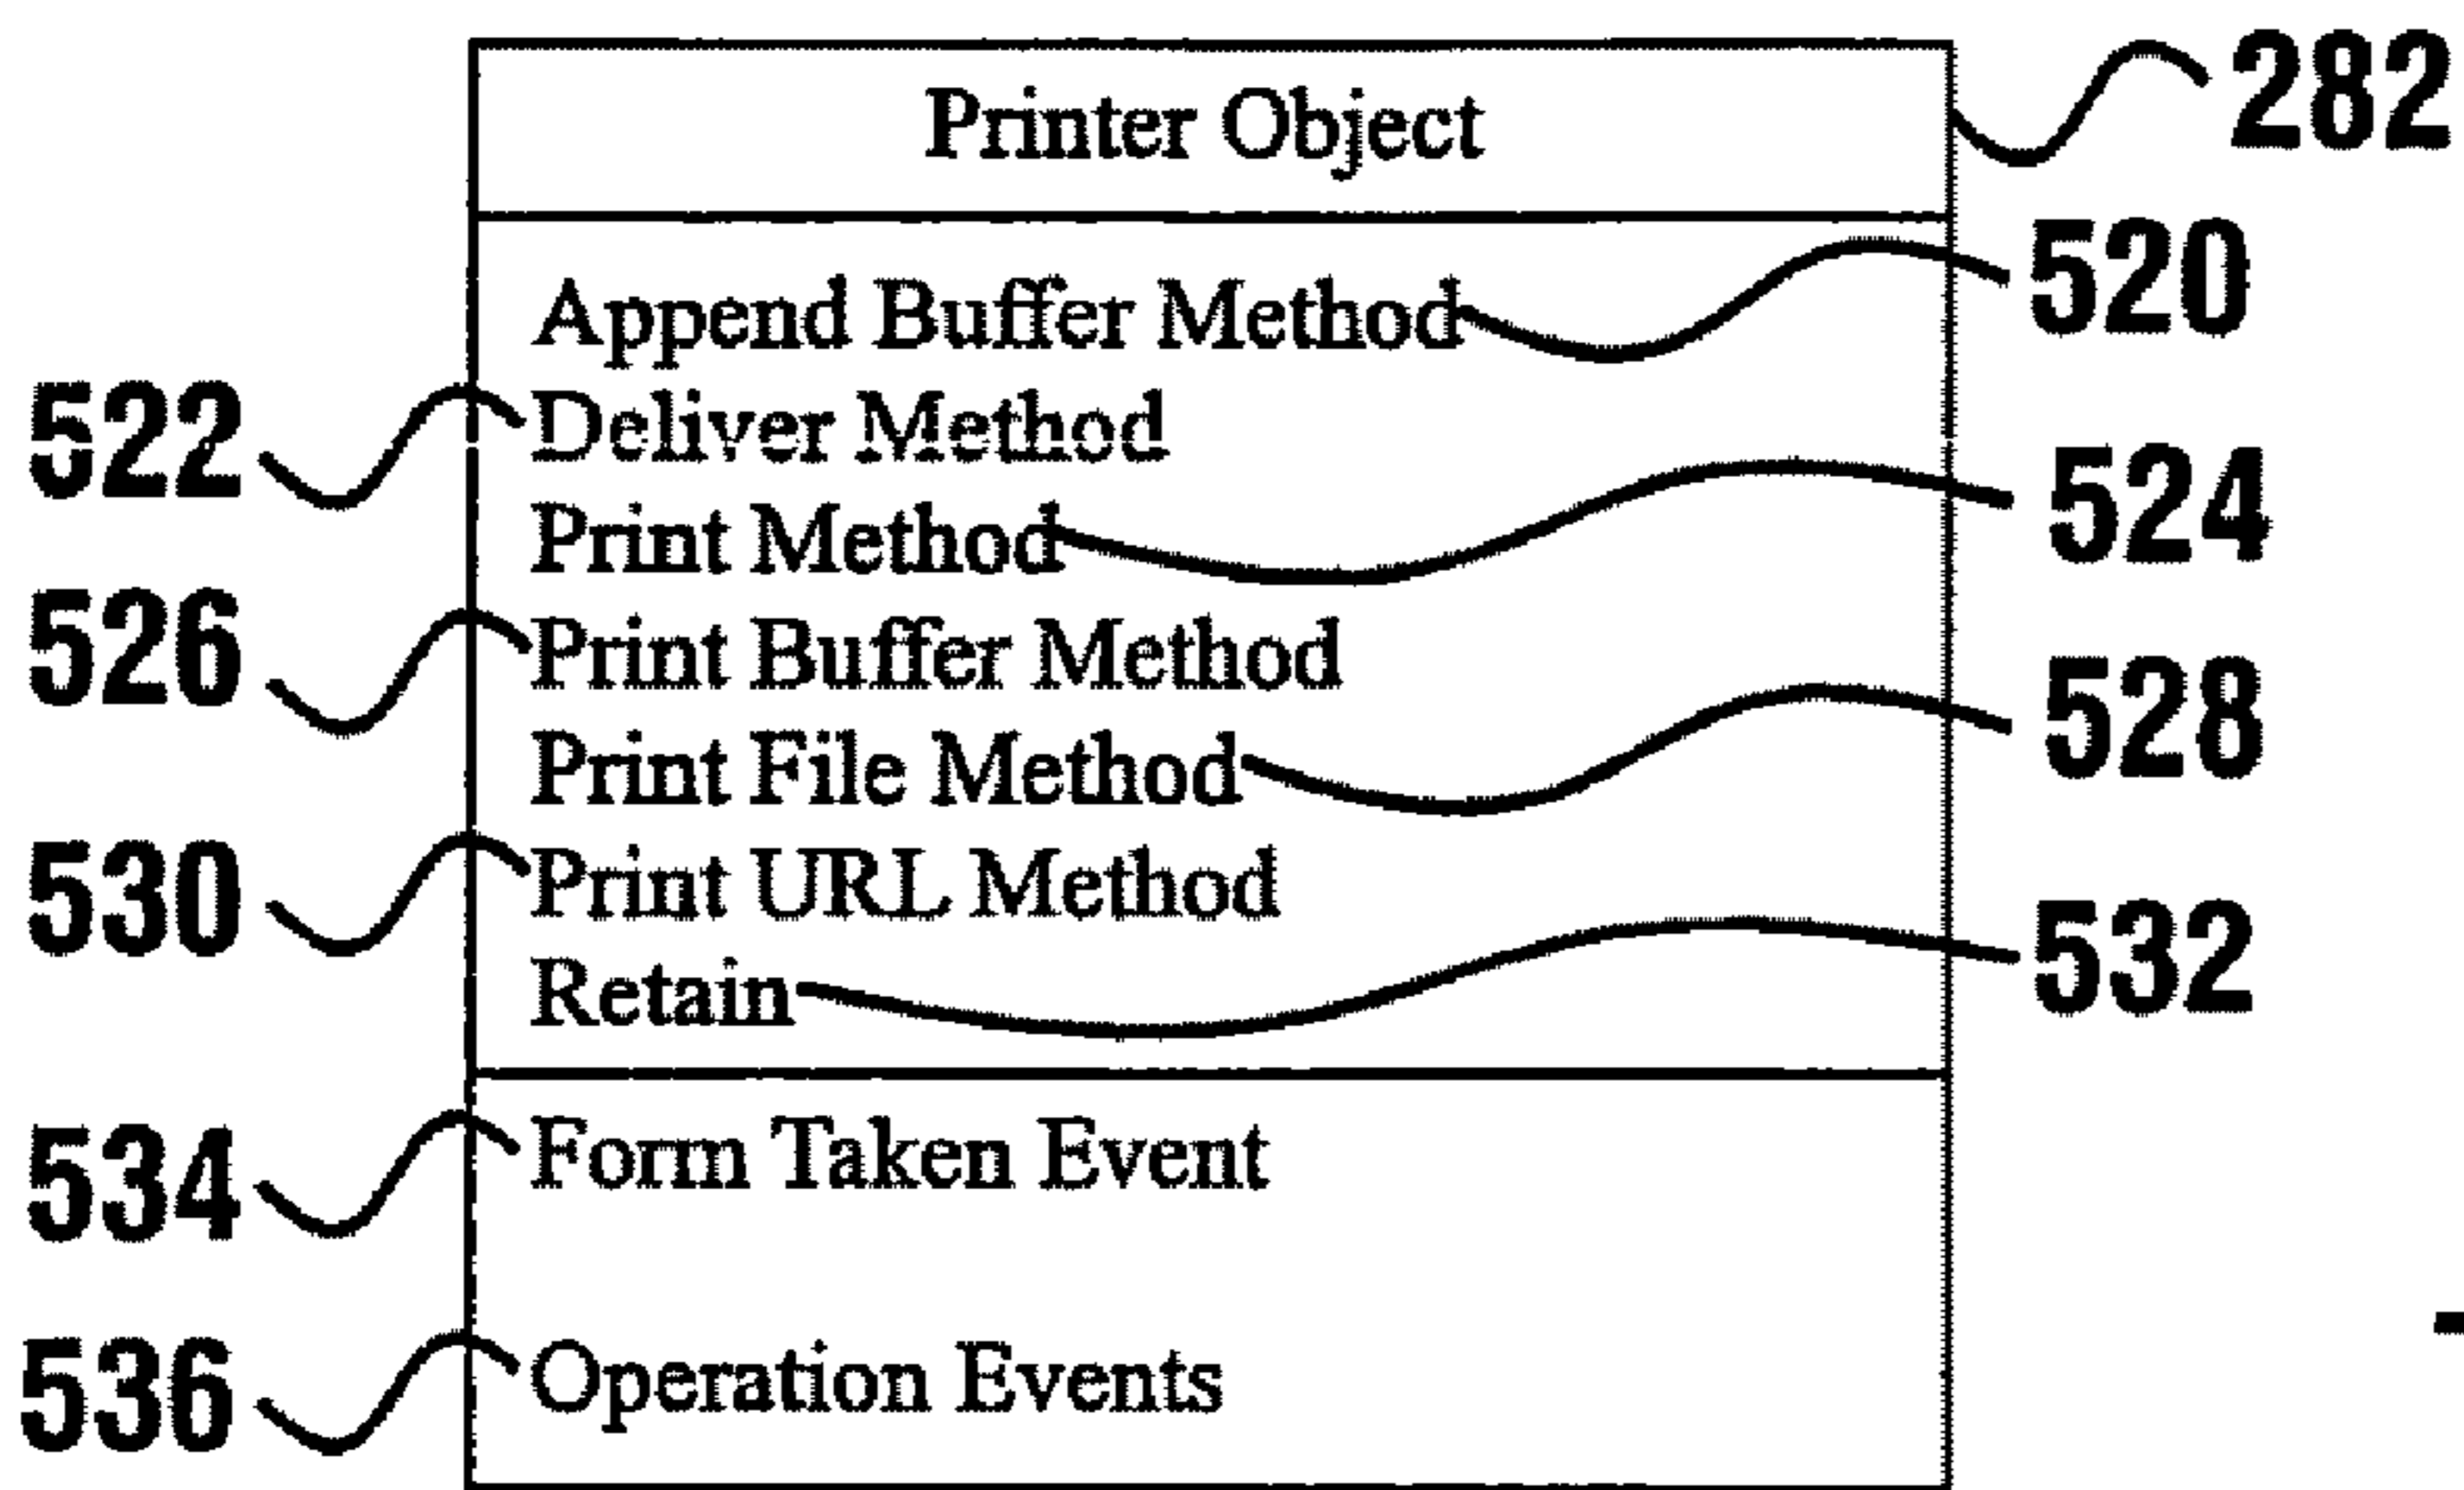 Printer Object 282
Append Buffer Method 520
522 Deliver Method
Print Method 524
526 Print Buffer Method
Print File Method 528
530 Print URL Method
Retain 532
534 Form Taken Event
536 Operation Events